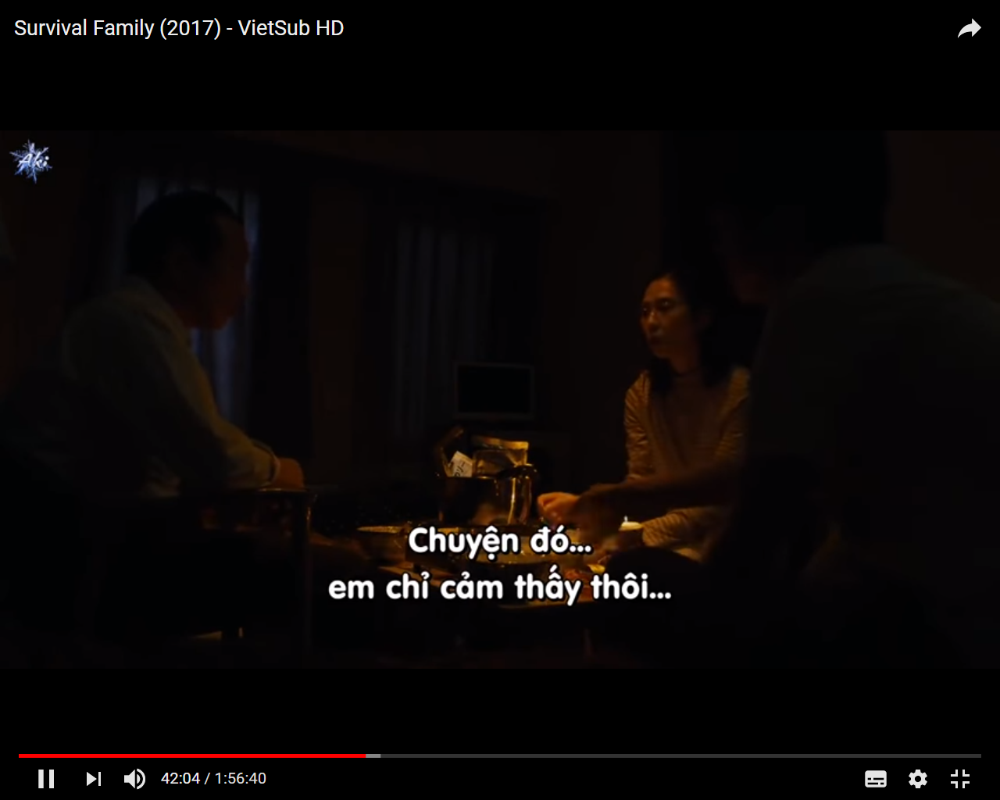 Survival Family (2017) - VietSub HD
Aki
Chuyện đó...
em chỉ cảm thấy thôi...
42:04 / 1:56:40